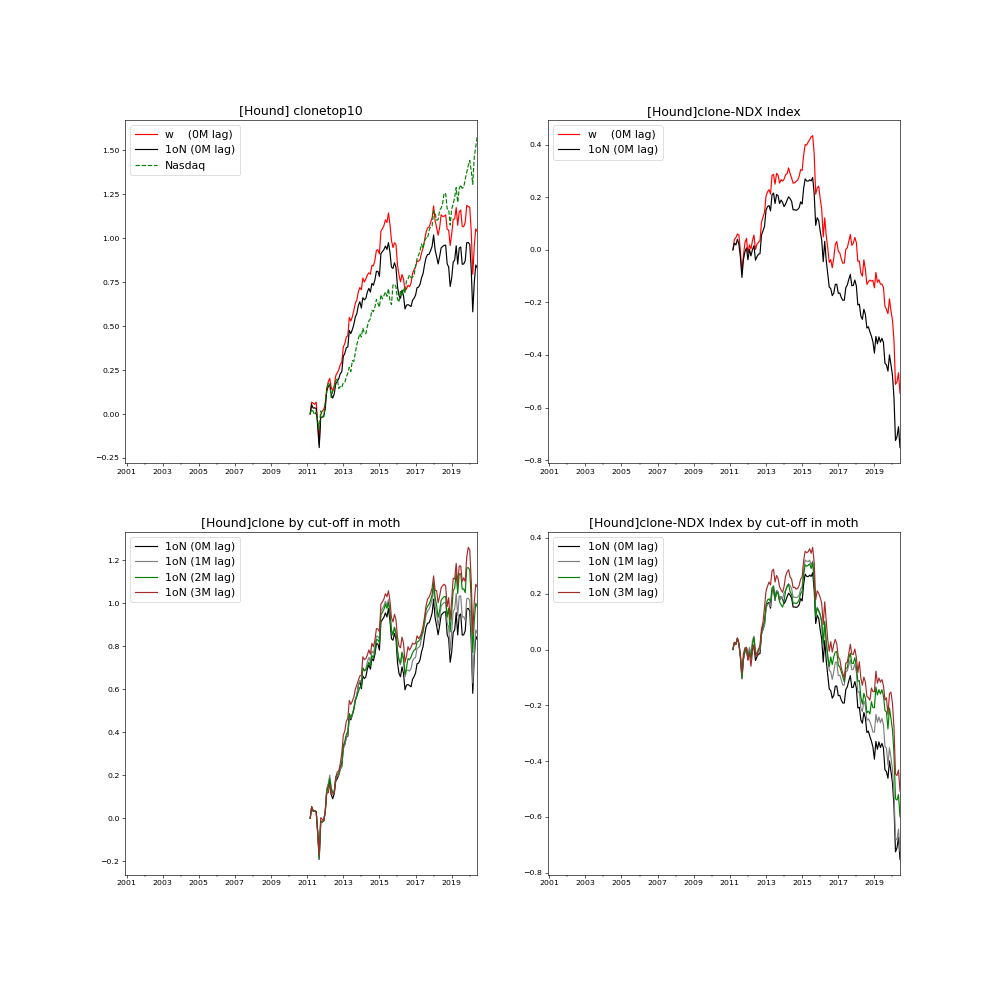 [Hound] clonetop10
w    (0M lag)
1oN (0M lag)
Nasdaq
1.50
1.25
1.00
0.75
0.50
0.25
0.00
−0.25
2001 2003 2005 2007 2009 2011 2013 2015 2017 2019
[Hound]clone-NDX Index
w    (0M lag)
1oN (0M lag)
0.4
0.2
0.0
−0.2
−0.4
−0.6
−0.8
2001 2003 2005 2007 2009 2011 2013 2015 2017 2019
[Hound]clone by cut-off in moth
1oN (0M lag)
1oN (1M lag)
1oN (2M lag)
1oN (3M lag)
1.2
1.0
0.8
0.6
0.4
0.2
0.0
−0.2
2001 2003 2005 2007 2009 2011 2013 2015 2017 2019
[Hound]clone-NDX Index by cut-off in moth
1oN (0M lag)
1oN (1M lag)
1oN (2M lag)
1oN (3M lag)
0.4
0.2
0.0
−0.2
−0.4
−0.6
−0.8
2001 2003 2005 2007 2009 2011 2013 2015 2017 2019